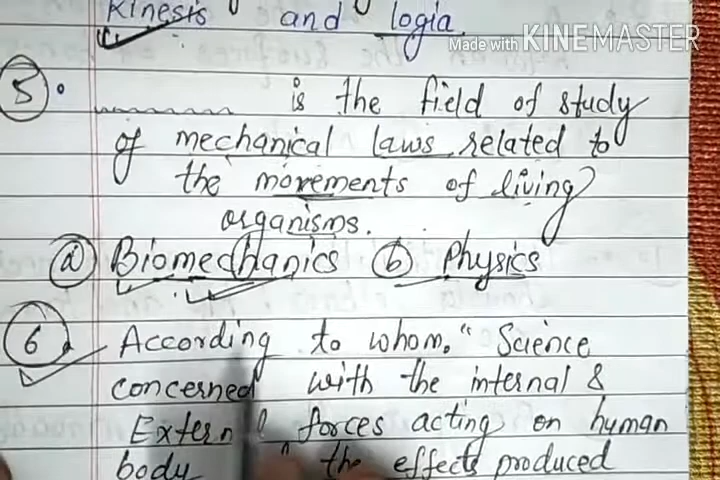 Kinesis and logia.
Made with KINEMASTER
5. ______ is the field of study
of mechanical laws related to
the movements of living
organisms.
a Biomechanics b Physics
6. According to whom. " Science
concerned with the internal &
External forces acting on human
body the effects produced